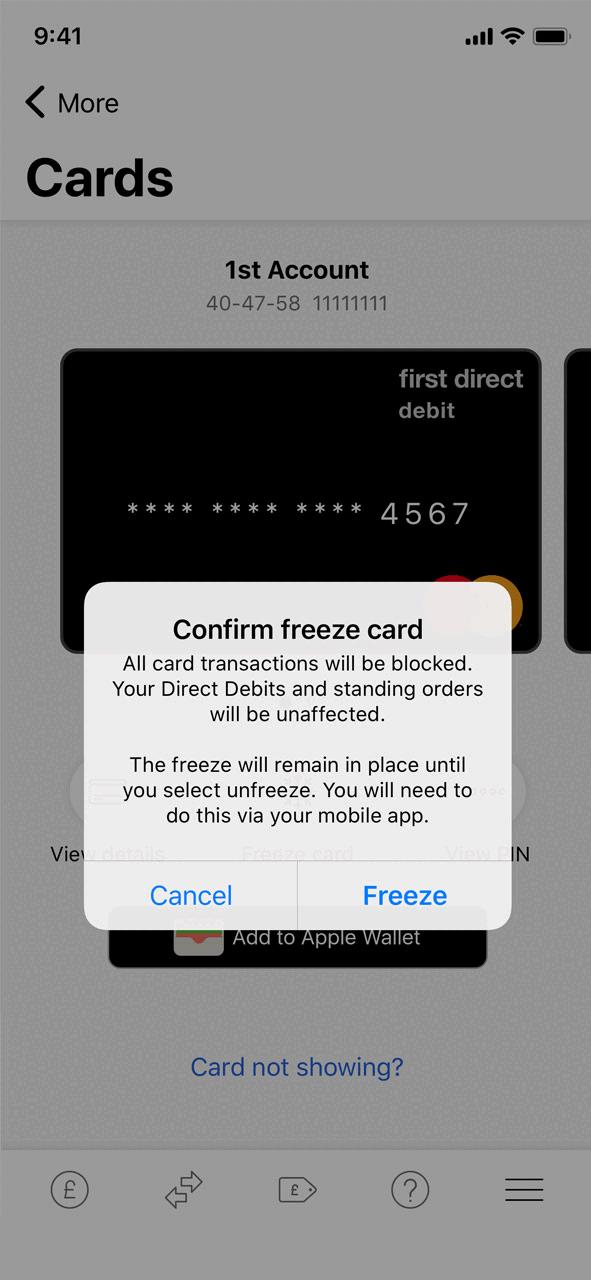 9:41
More
Cards
1st Account
40-47-58 11111111
first direct
debit
**** **** **** 4567
Confirm freeze card
All card transactions will be blocked.
Your Direct Debits and standing orders
will be unaffected.
The freeze will remain in place until
you select unfreeze. You will need to
do this via your mobile app.
View details
Freeze card
View PIN
Cancel
Freeze
Add to Apple Wallet
Card not showing?
£
£
?